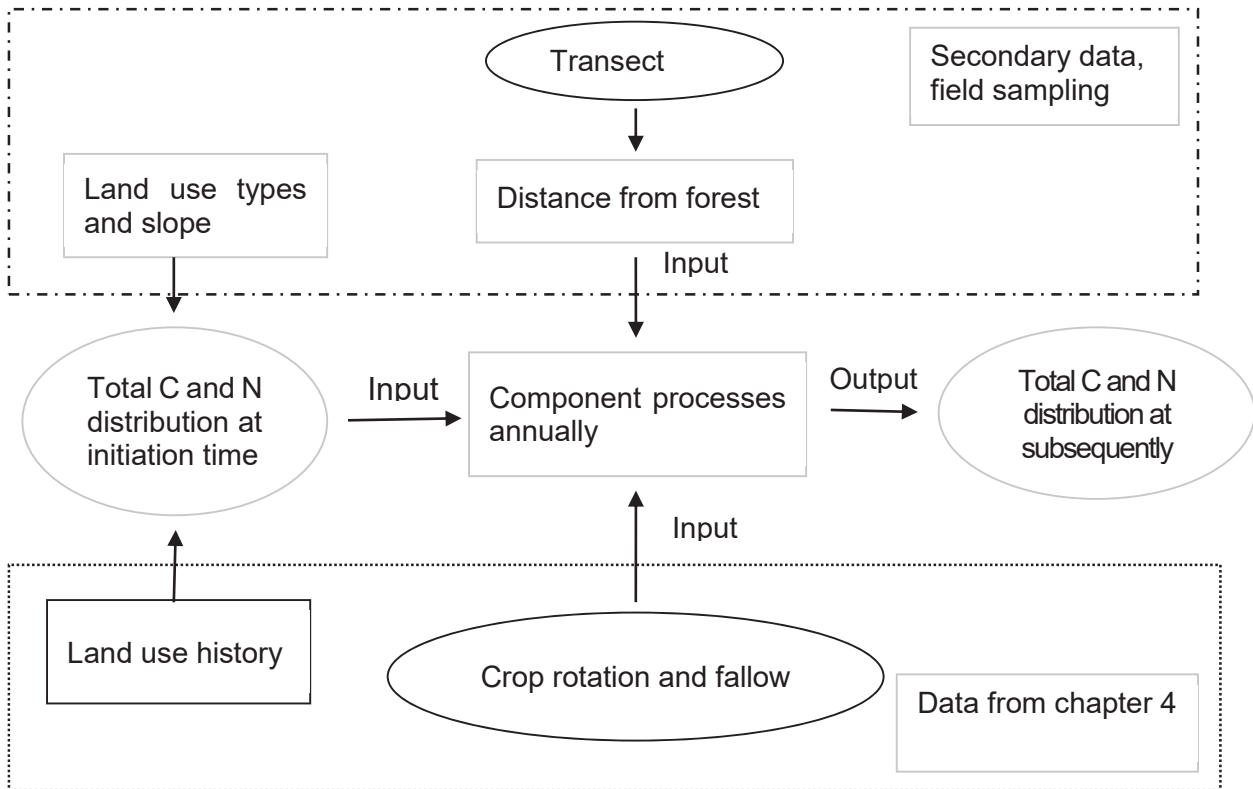 Transect
Secondary data,
field sampling
Land use types
and slope
Distance from forest
Input
Total C and N
distribution at
initiation time
Input
Component processes
annually
Output
Total C and N
distribution at
subsequently
Input
Land use history
Crop rotation and fallow
Data from chapter 4